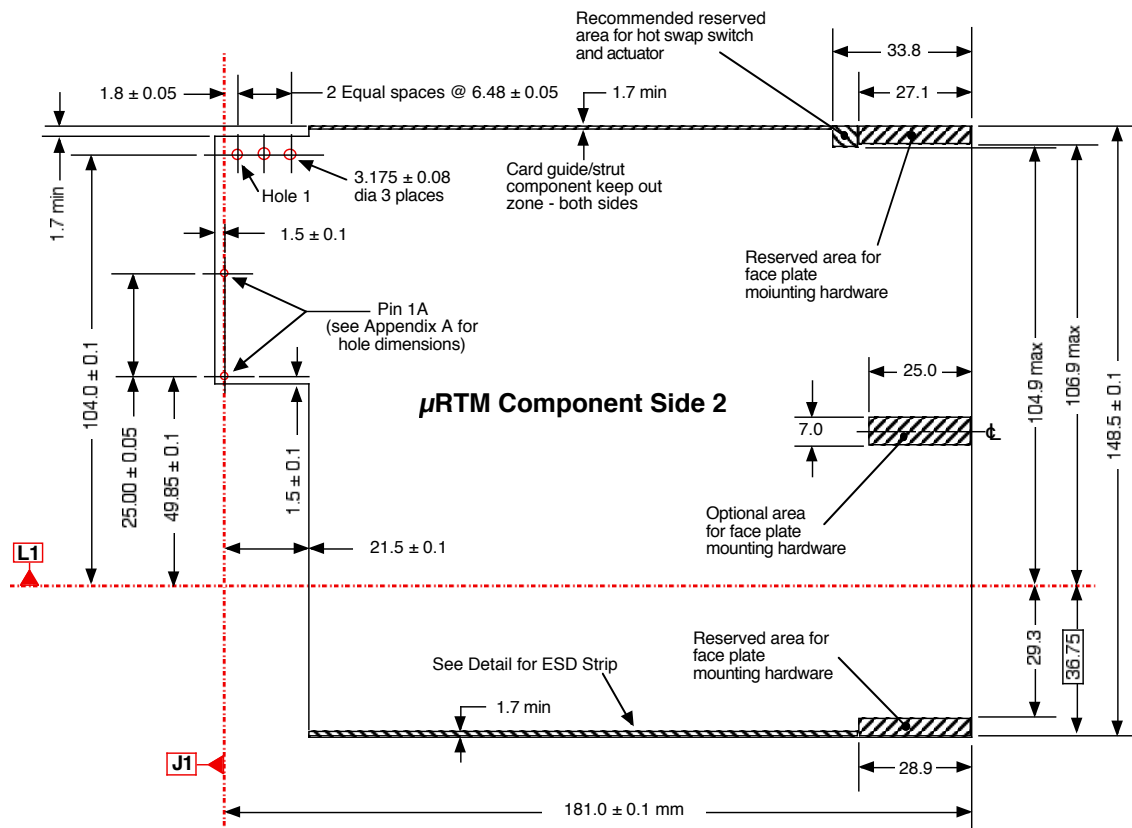 Recommended reserved
area for hot swap switch
and actuator
33.8
1.8 ± 0.05
2 Equal spaces @ 6.48 ± 0.05
1.7 min
27.1
1.7 min
Hole 1
3.175 ± 0.08
dia 3 places
Card guide/strut
component keep out
zone - both sides
1.5 ± 0.1
Reserved area for
face plate
moiunting hardware
Pin 1A
(see Appendix A for
hole dimensions)
104.0 ± 0.1
25.00 ± 0.05
49.85 ± 0.1
1.5 ± 0.1
µRTM Component Side 2
25.0
7.0
℄
104.9 max
106.9 max
148.5 ± 0.1
Optional area
for face plate
mounting hardware
21.5 ± 0.1
L1
Reserved area for
face plate
mounting hardware
29.3
36.75
See Detail for ESD Strip
1.7 min
J1
28.9
181.0 ± 0.1 mm